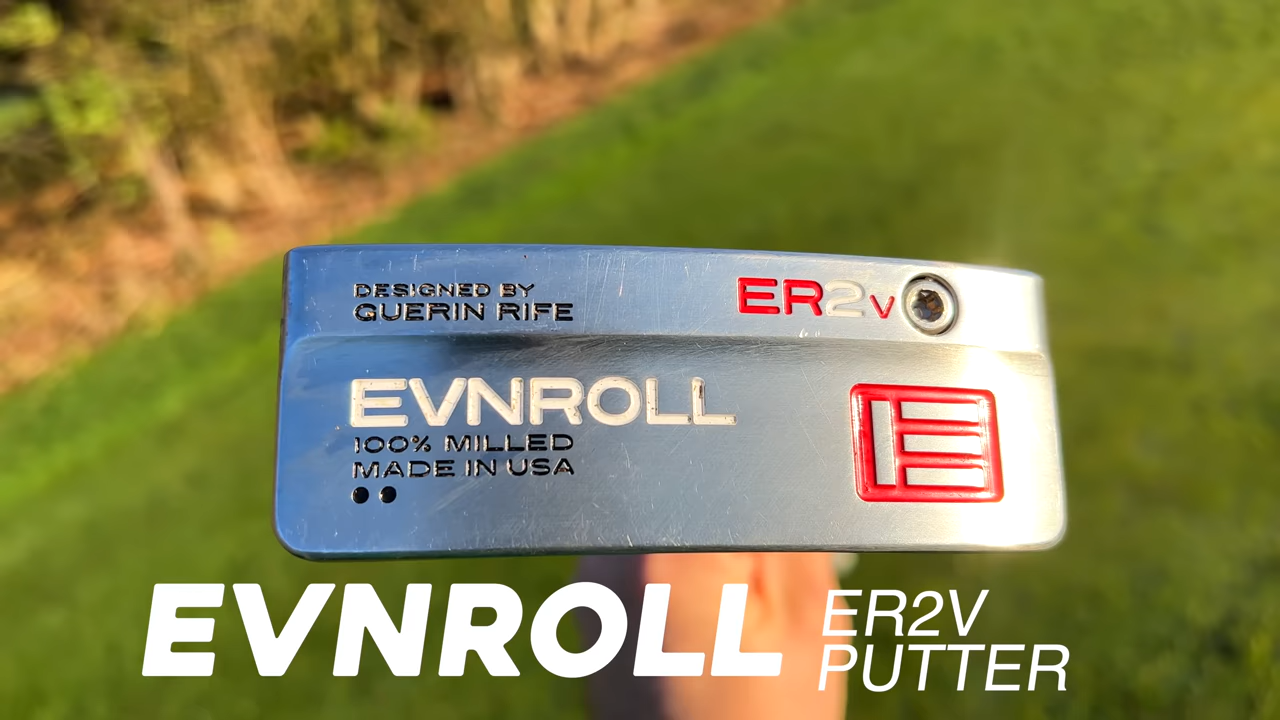 DESIGNED BY
GUERIN RIFE
ER2v
EVNROLL
100% MILLED
MADE IN USA
E
EVNROLL
ER2V
PUTTER